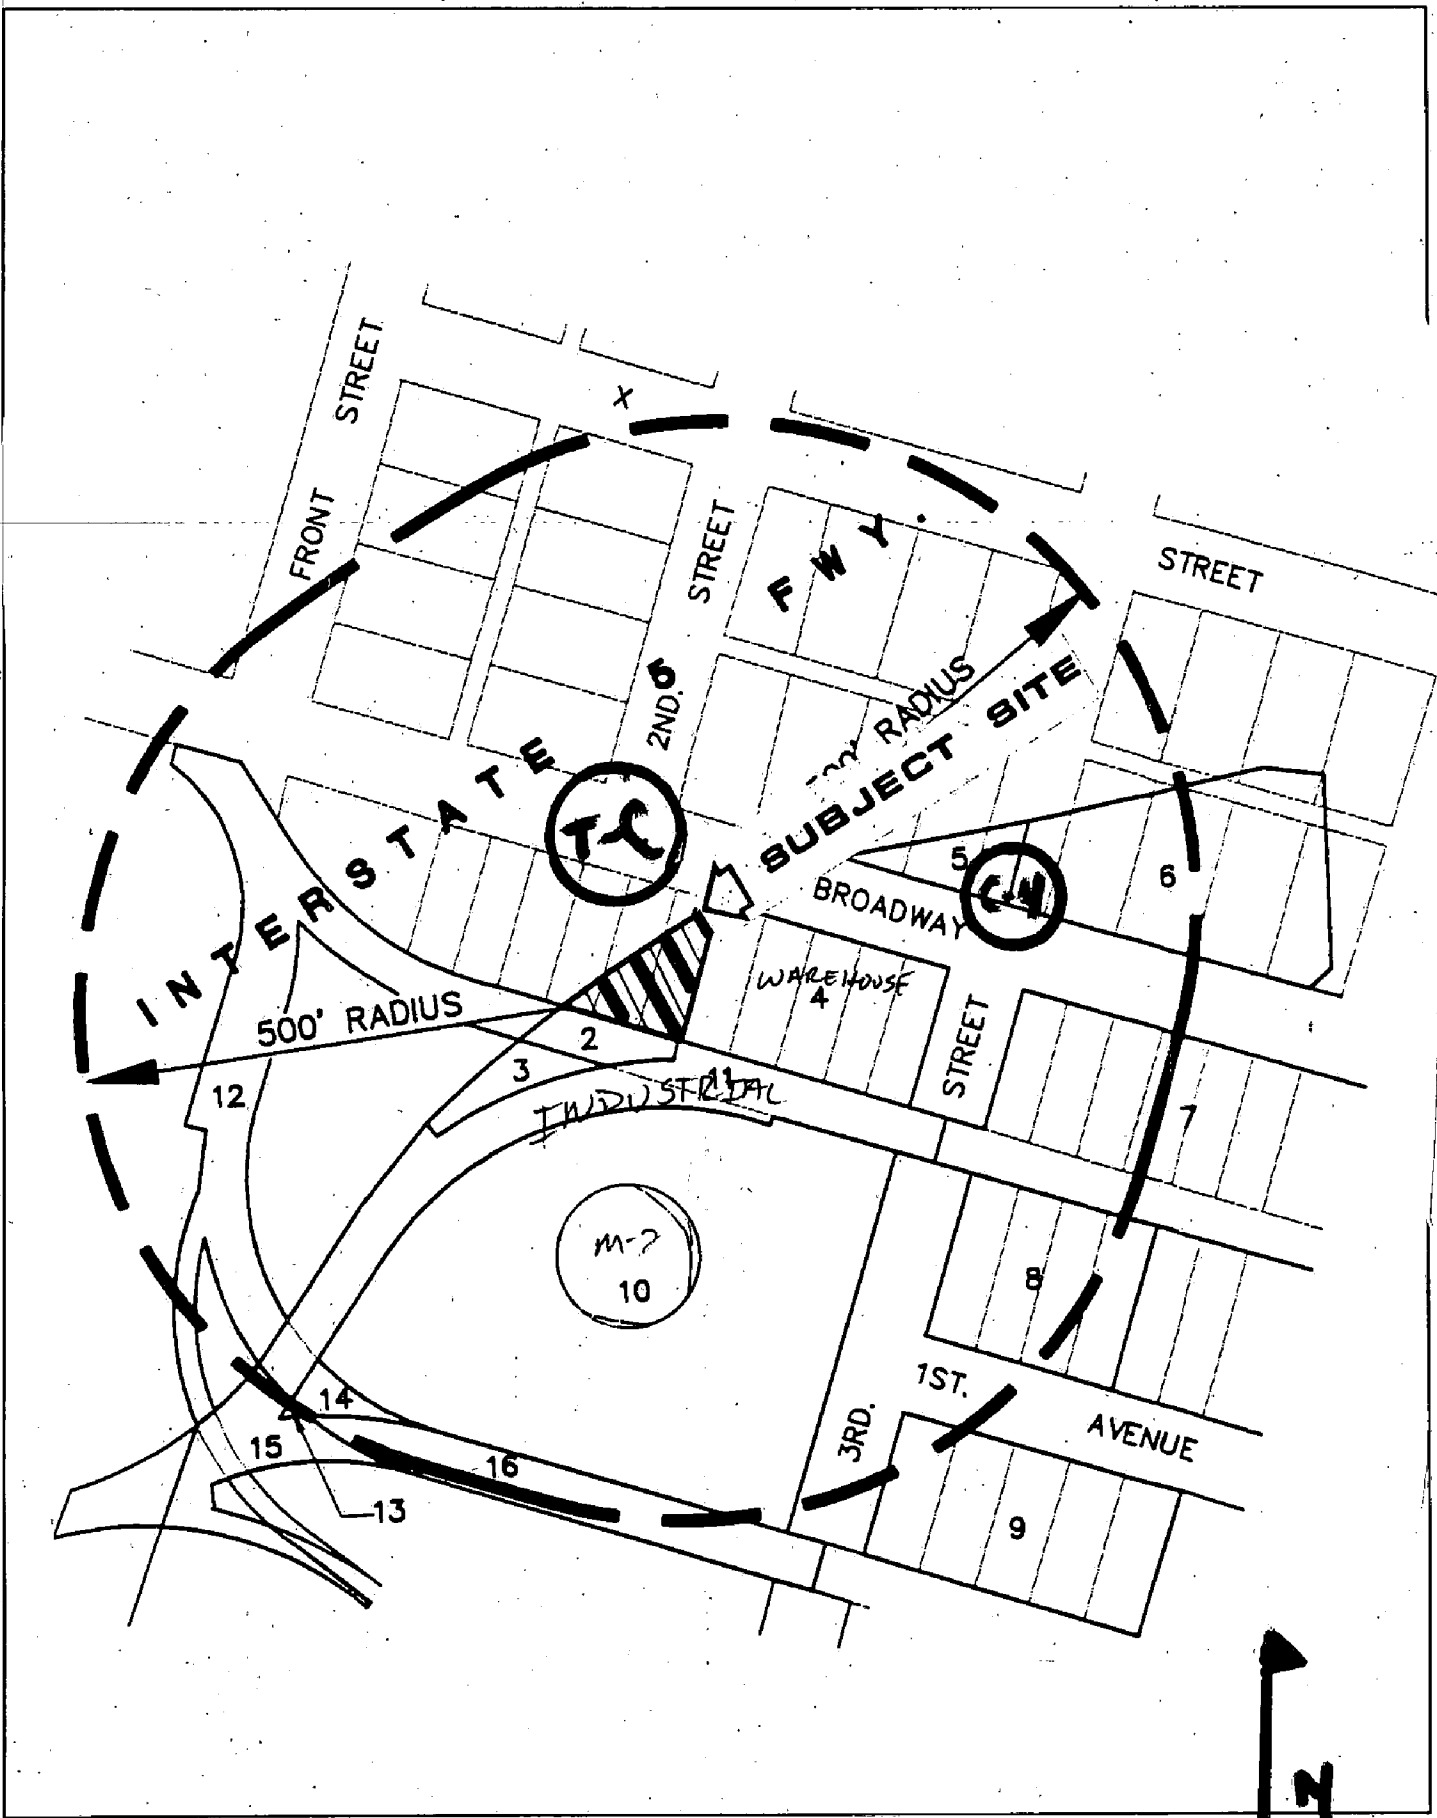 STREET
FRONT
X
STREET
FWY.
STREET
2ND.
5
RADIUS
SUBJECT SITE
INTERSTATE
T-C
5
C-4
6
BROADWAY
WAREHOUSE
4
500' RADIUS
2
3
11
INDUSTRIAL
12
STREET
7
M-2
10
8
1ST.
AVENUE
3RD.
14
15
16
13
9
N